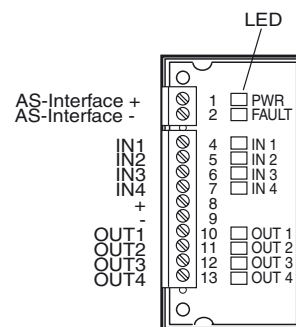 LED
AS-Interface + 1 PWR
AS-Interface - 2 FAULT
IN1 4 IN 1
IN2 5 IN 2
IN3 6 IN 3
IN4 7 IN 4
+ 8
- 9
OUT1 10 OUT 1
OUT2 11 OUT 2
OUT3 12 OUT 3
OUT4 13 OUT 4